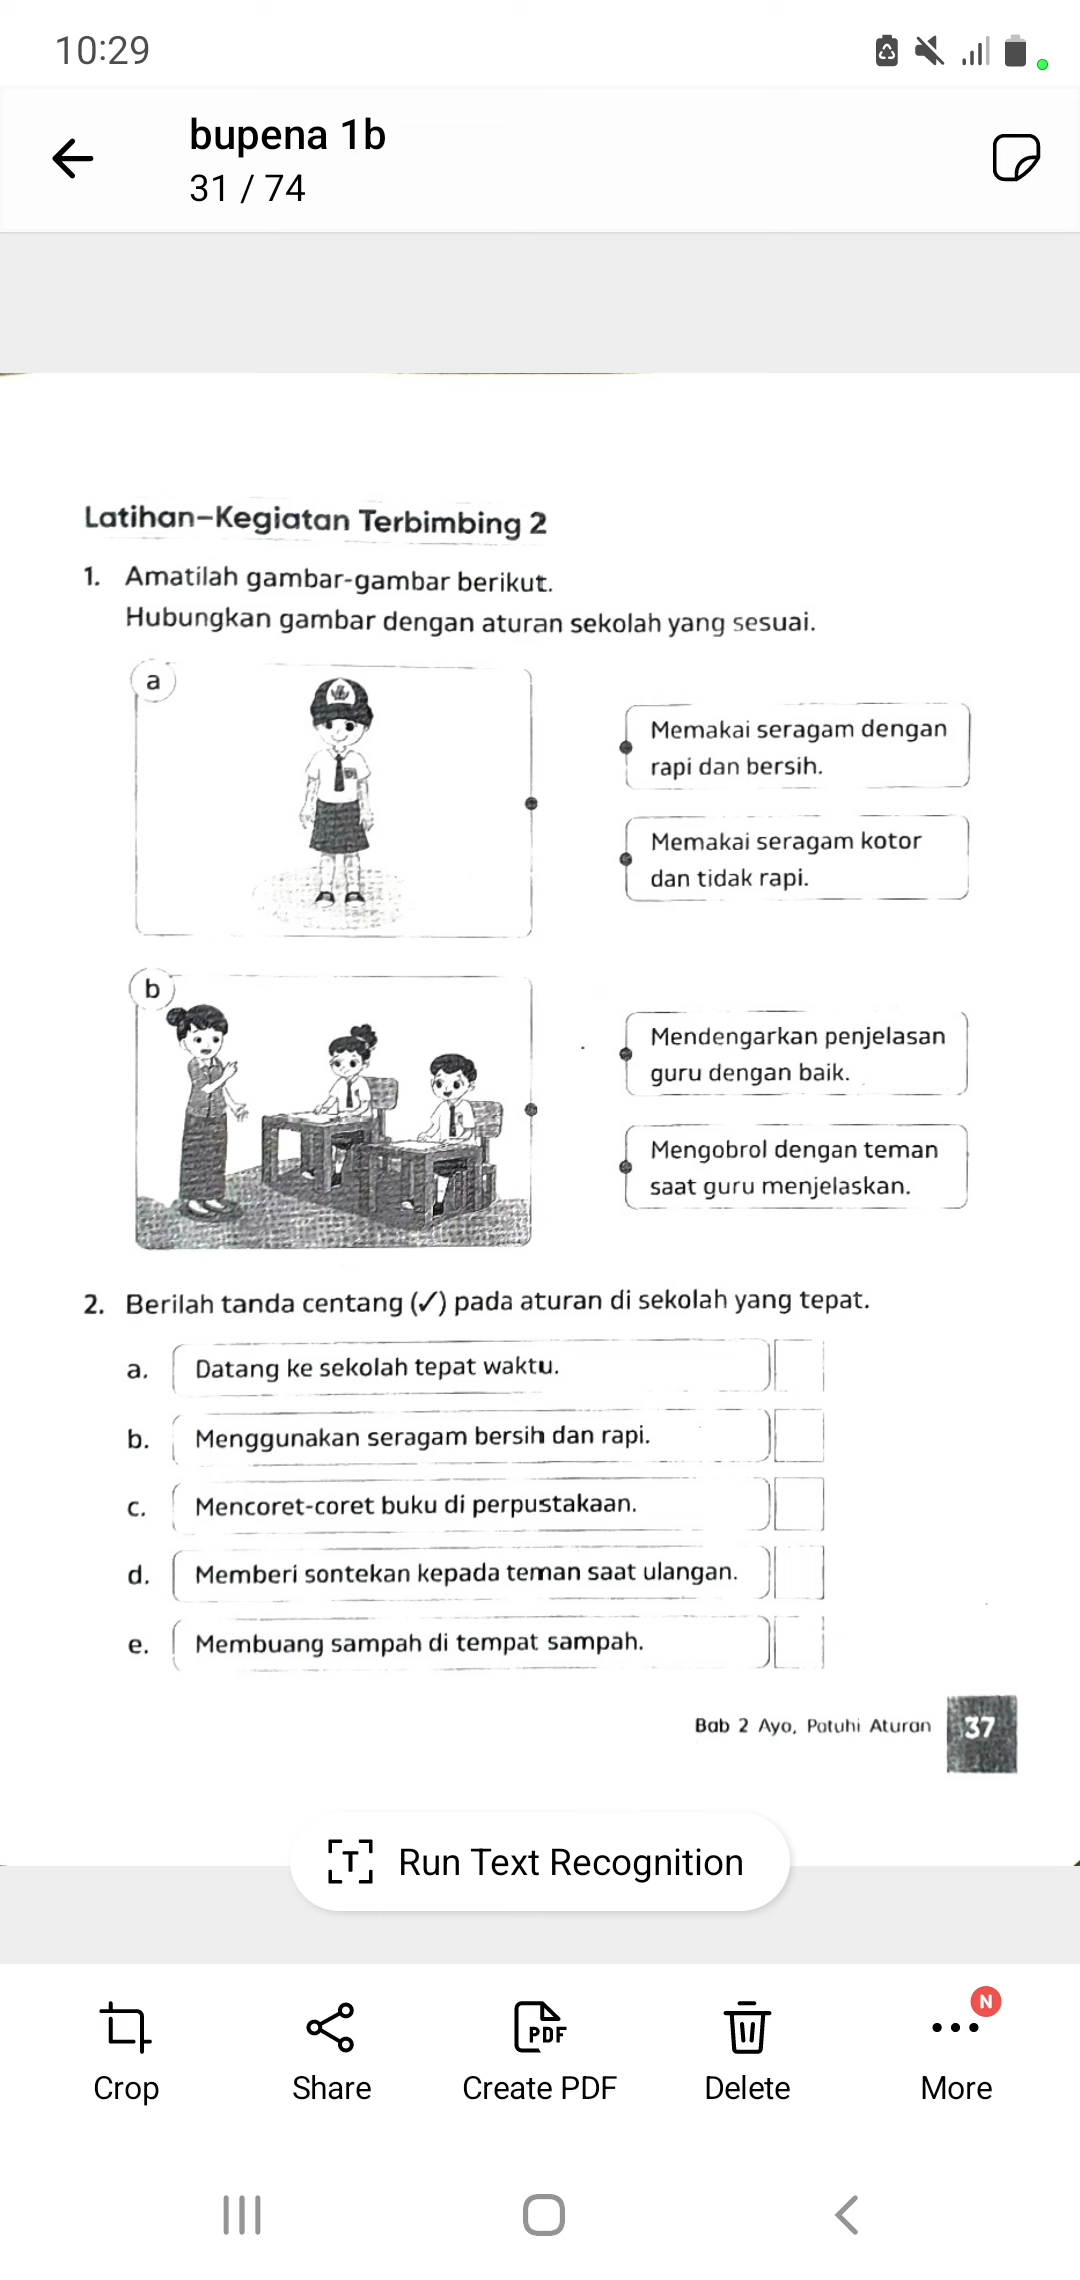 10:29
bupena 1b
31 / 74
Latihan–Kegiatan Terbimbing 2
1. Amatilah gambar-gambar berikut.
Hubungkan gambar dengan aturan sekolah yang sesuai.
a
Memakai seragam dengan
rapi dan bersih.
Memakai seragam kotor
dan tidak rapi.
b
Mendengarkan penjelasan
guru dengan baik.
Mengobrol dengan teman
saat guru menjelaskan.
2. Berilah tanda centang (✓) pada aturan di sekolah yang tepat.
a. Datang ke sekolah tepat waktu.
b. Menggunakan seragam bersih dan rapi.
c. Mencoret-coret buku di perpustakaan.
d. Memberi sontekan kepada teman saat ulangan.
e. Membuang sampah di tempat sampah.
Bab 2 Ayo, Patuhi Aturan 37
T Run Text Recognition
N
PDF
Crop Share Create PDF Delete More